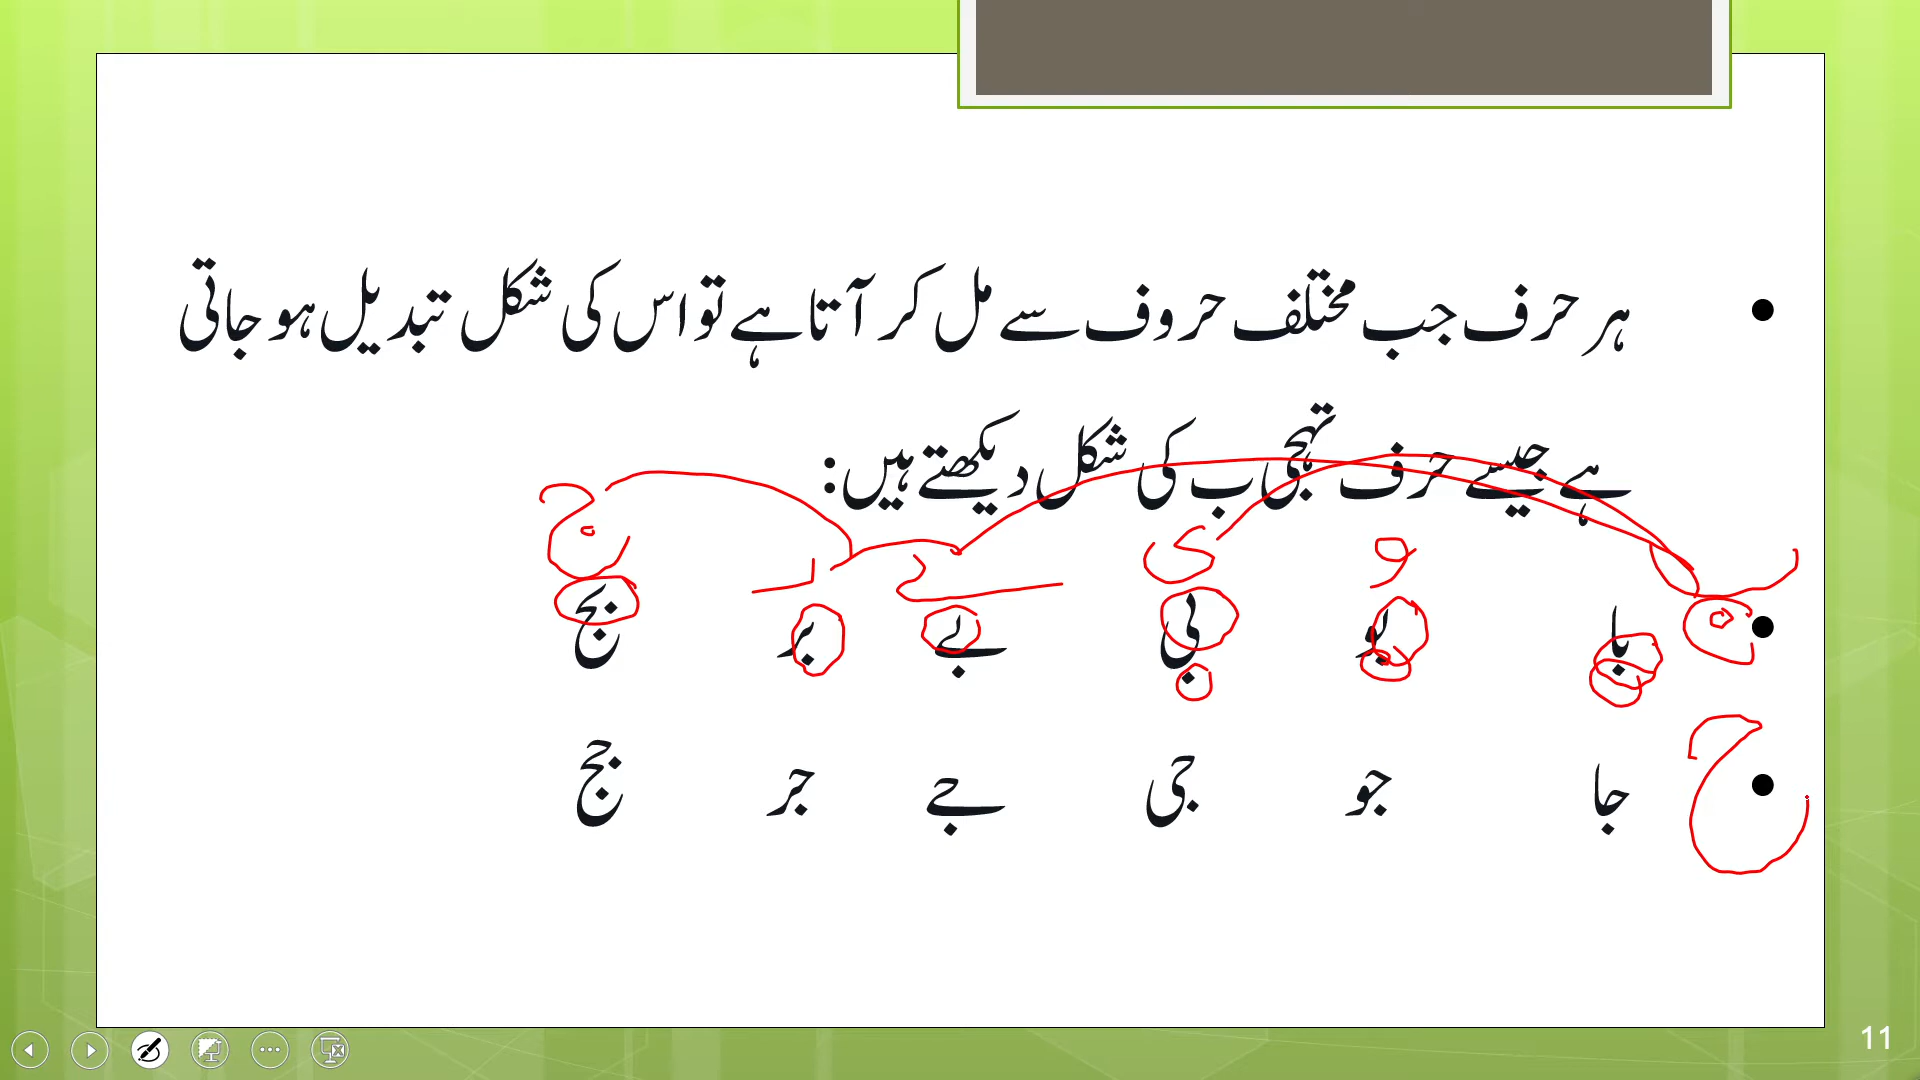 ہر حرف جب مختلف حروف سے مل کر آتا ہے تو اس کی شکل تبدیل ہو جاتی
ہے جیسے حرف تہجی ب کی شکل دیکھتے ہیں:
ج ر ے ی و ب
با بو بی بے بر بج
ج
جا جو جی جے جر جج
11